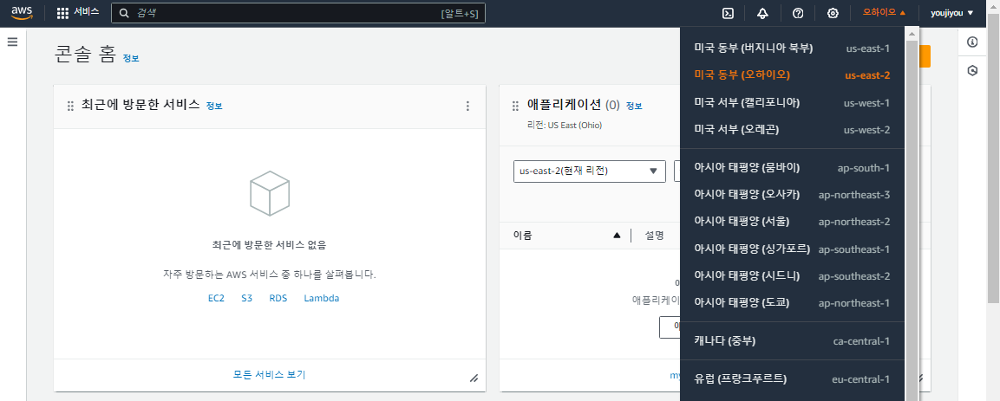 aws
서비스
검색
[알트+S]
오하이오
youjiyou
콘솔 홈 정보
최근에 방문한 서비스 정보
최근에 방문한 서비스 없음
자주 방문하는 AWS 서비스 중 하나를 살펴봅니다.
EC2 S3 RDS Lambda
모든 서비스 보기
애플리케이션 (0) 정보
리전: US East (Ohio)
us-east-2(현재 리전)
이름
설명
애플리케이
my
미국 동부 (버지니아 북부) us-east-1
미국 동부 (오하이오) us-east-2
미국 서부 (캘리포니아) us-west-1
미국 서부 (오레곤) us-west-2
아시아 태평양 (뭄바이) ap-south-1
아시아 태평양 (오사카) ap-northeast-3
아시아 태평양 (서울) ap-northeast-2
아시아 태평양 (싱가포르) ap-southeast-1
아시아 태평양 (시드니) ap-southeast-2
아시아 태평양 (도쿄) ap-northeast-1
캐나다 (중부) ca-central-1
유럽 (프랑크푸르트) eu-central-1